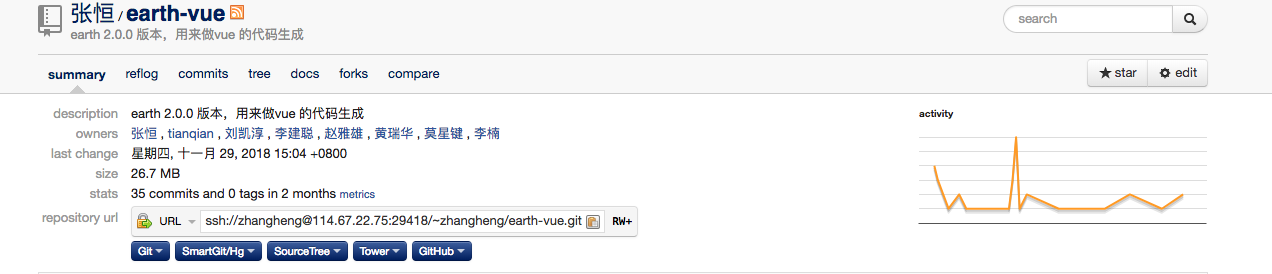 张恒 / earth-vue
earth 2.0.0 版本，用来做vue 的代码生成
search
summary reflog commits tree docs forks compare
star edit
description earth 2.0.0 版本，用来做vue 的代码生成
owners 张恒 , tianqian , 刘凯淳 , 李建聪 , 赵雅雄 , 黄瑞华 , 莫星键 , 李楠
last change 星期四, 十一月 29, 2018 15:04 +0800
size 26.7 MB
stats 35 commits and 0 tags in 2 months metrics
repository url URL ssh://zhangheng@114.67.22.75:29418/~zhangheng/earth-vue.git RW+
Git SmartGit/Hg SourceTree Tower GitHub
activity